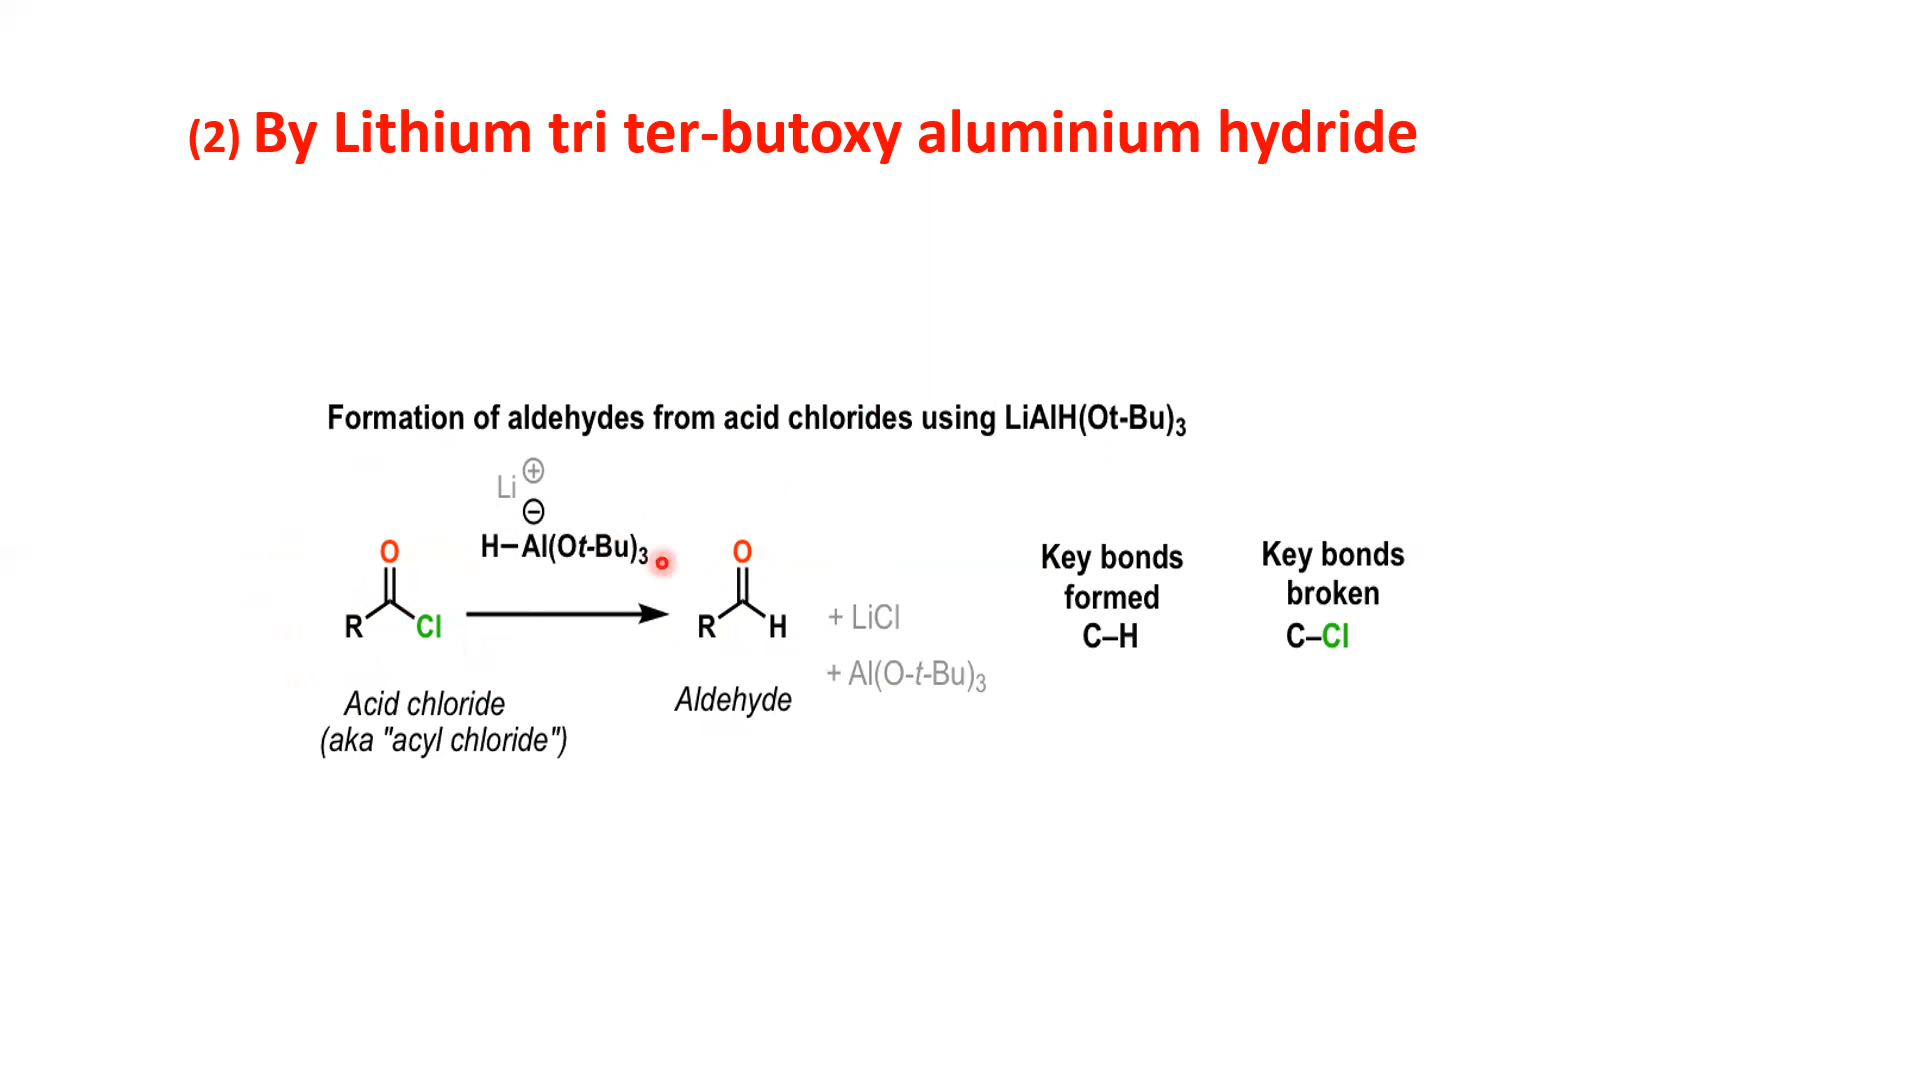 (2) By Lithium tri ter-butoxy aluminium hydride
Formation of aldehydes from acid chlorides using LiAlH(Ot-Bu)₃
Li ⊕
⊖
H–Al(Ot-Bu)₃
O
R Cl
O
R H
+ LiCl
+ Al(O-t-Bu)₃
Acid chloride
(aka "acyl chloride")
Aldehyde
Key bonds
formed
C–H
Key bonds
broken
C–Cl